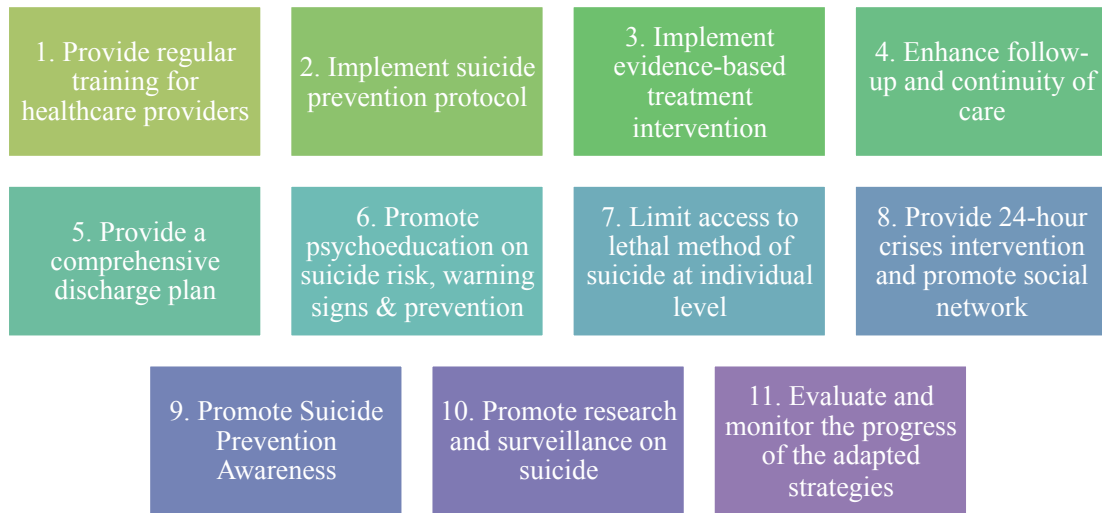 1. Provide regular
training for
healthcare providers
2. Implement suicide
prevention protocol
3. Implement
evidence-based
treatment
intervention
4. Enhance follow-
up and continuity of
care
5. Provide a
comprehensive
discharge plan
6. Promote
psychoeducation on
suicide risk, warning
signs & prevention
7. Limit access to
lethal method of
suicide at individual
level
8. Provide 24-hour
crises intervention
and promote social
network
9. Promote Suicide
Prevention
Awareness
10. Promote research
and surveillance on
suicide
11. Evaluate and
monitor the progress
of the adapted
strategies